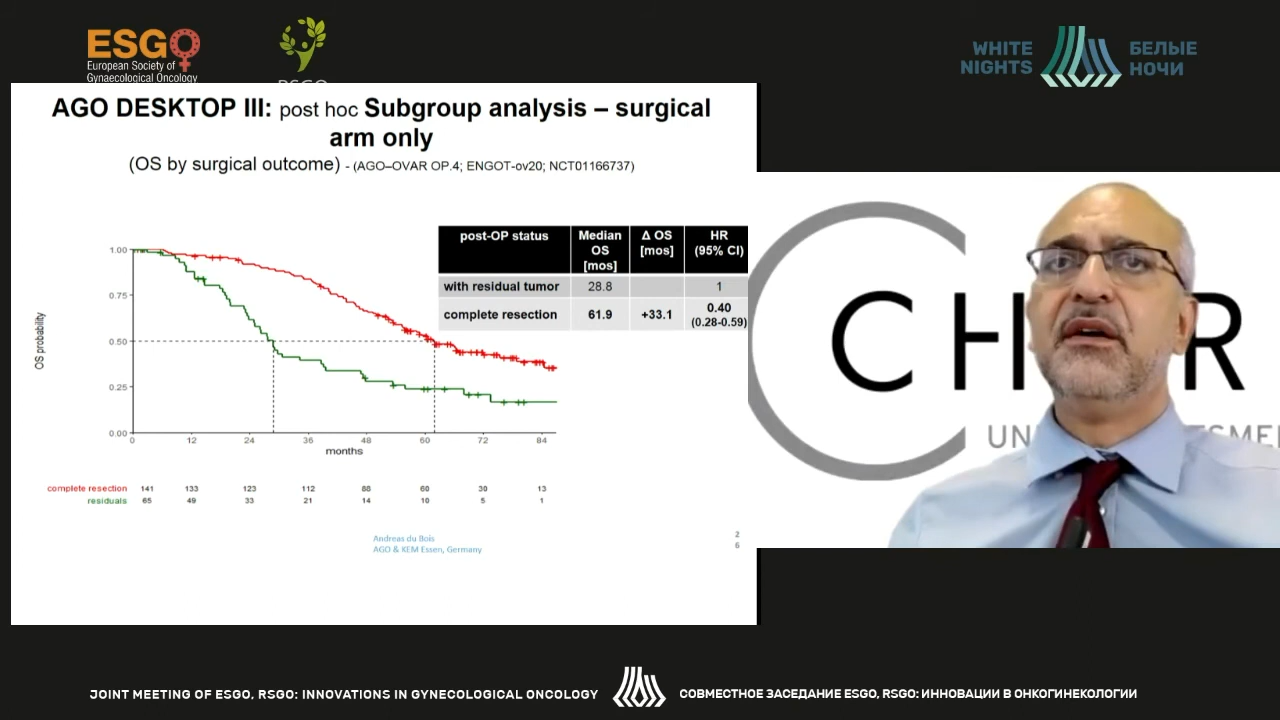 ESGO
European Society of
Gynaecological Oncology
WHITE
NIGHTS
БЕЛЫЕ
НОЧИ
AGO DESKTOP III: post hoc Subgroup analysis – surgical
arm only
(OS by surgical outcome) - (AGO–OVAR OP.4; ENGOT-ov20; NCT01166737)
post-OP status Median OS [mos] Δ OS [mos] HR (95% CI)
with residual tumor 28.8 1
complete resection 61.9 +33.1 0.40 (0.28-0.59)
OS probability
1.00
0.75
0.50
0.25
0.00
0 12 24 36 48 60 72 84
months
complete resection 141 133 123 112 88 60 30 13
residuals 65 49 33 21 14 10 5 1
Andreas du Bois
AGO & KEM Essen, Germany
2
6
JOINT MEETING OF ESGO, RSGO: INNOVATIONS IN GYNECOLOGICAL ONCOLOGY
СОВМЕСТНОЕ ЗАСЕДАНИЕ ESGO, RSGO: ИННОВАЦИИ В ОНКОГИНЕКОЛОГИИ